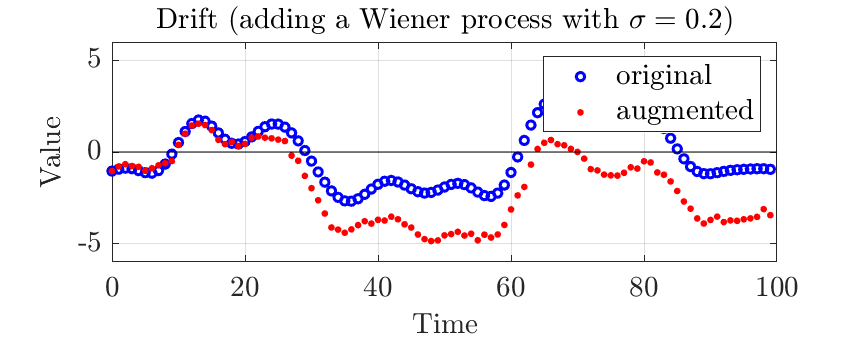 Drift (adding a Wiener process with σ = 0.2)
Value
5
0
-5
original
augmented
0 20 40 60 80 100
Time